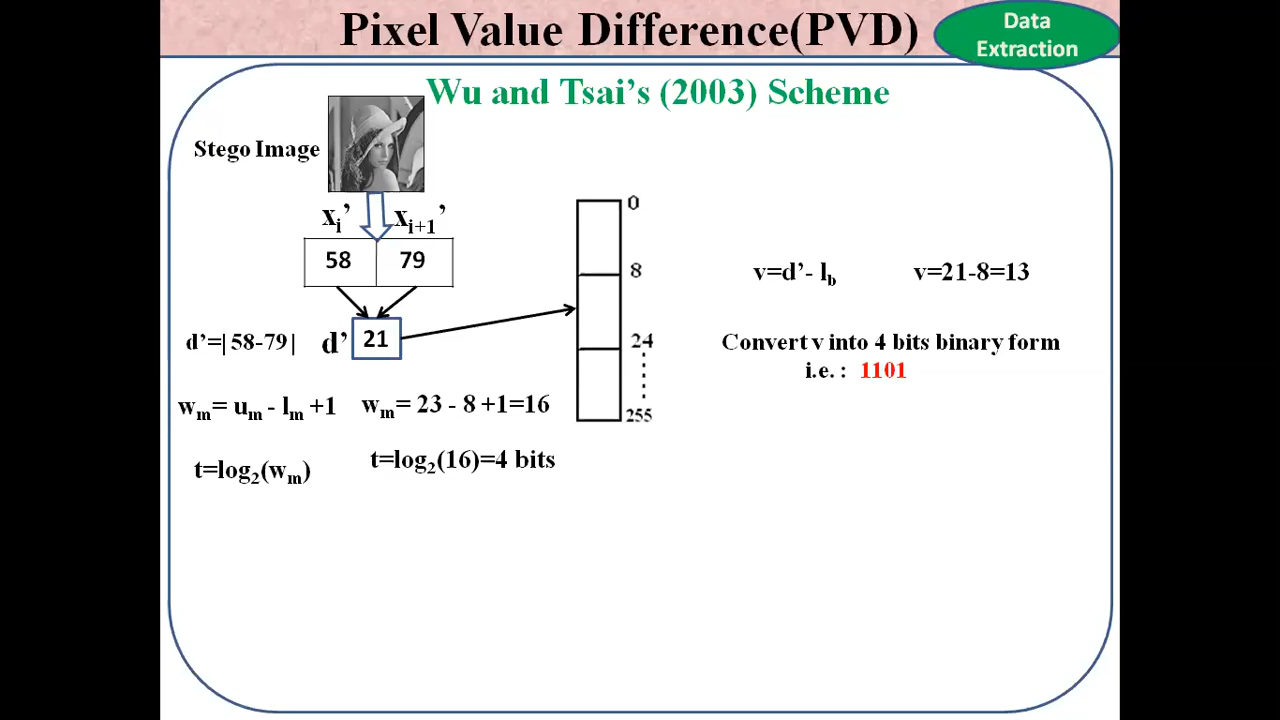 Pixel Value Difference(PVD)
Data
Extraction
Wu and Tsai's (2003) Scheme
Stego Image
xi' xi+1'
58 79
d'=|58-79| d' 21
wm= um - lm +1 wm= 23 - 8 +1=16
t=log2(wm) t=log2(16)=4 bits
0
8
24
255
v=d'- lb v=21-8=13
Convert v into 4 bits binary form
i.e. : 1101